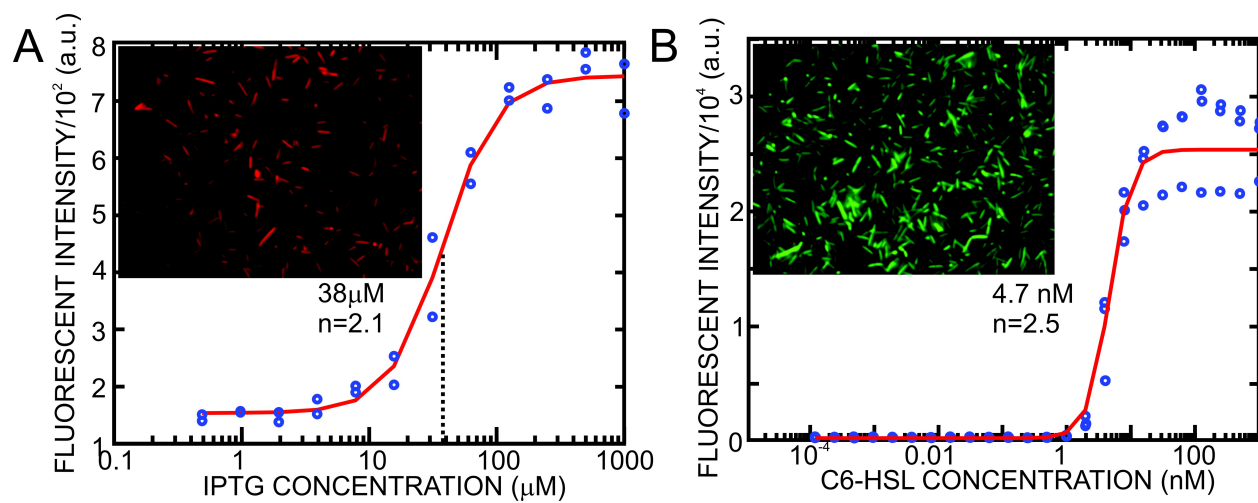 A
FLUORESCENT INTENSITY/10² (a.u.)
8
7
6
5
4
3
2
1
38μM
n=2.1
0.1 1 10 100 1000
IPTG CONCENTRATION (μM)
B
FLUORESCENT INTENSITY/10⁴ (a.u.)
3
2
1
0
4.7 nM
n=2.5
10⁻⁴ 0.01 1 100
C6-HSL CONCENTRATION (nM)